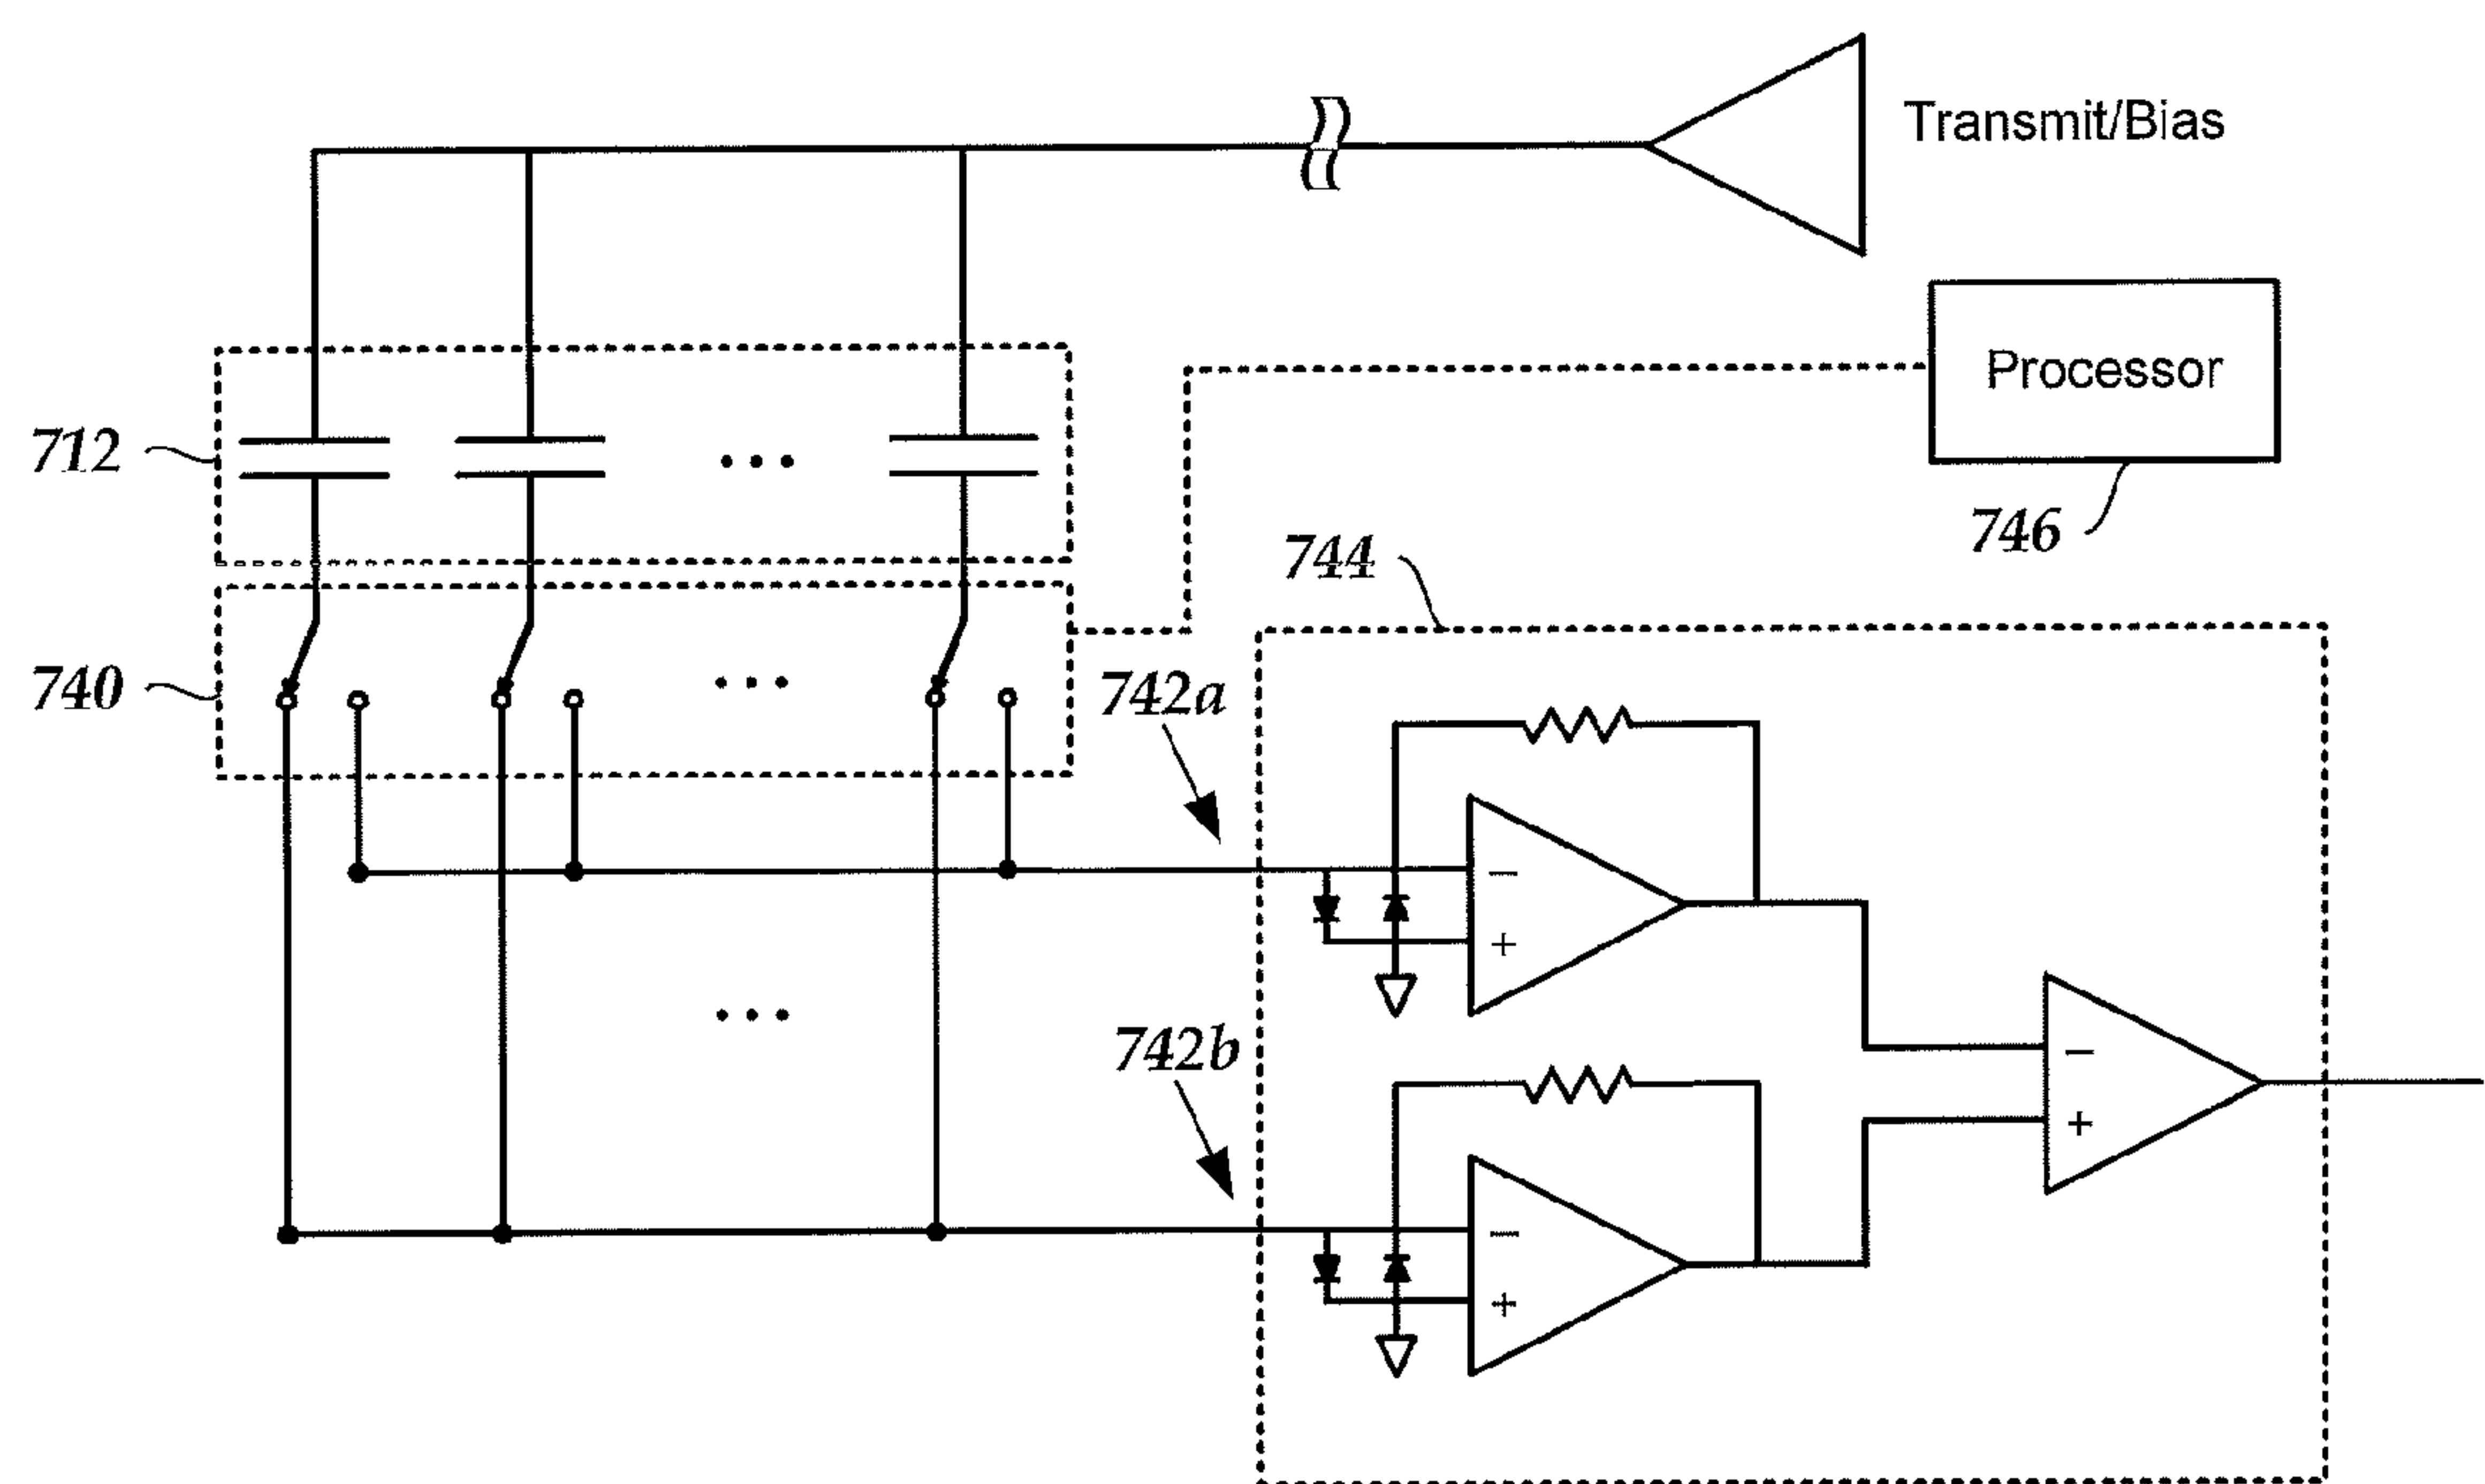 Transmit/Bias
Processor
712
746
744
740
742a
742b
−
+
−
+
−
+